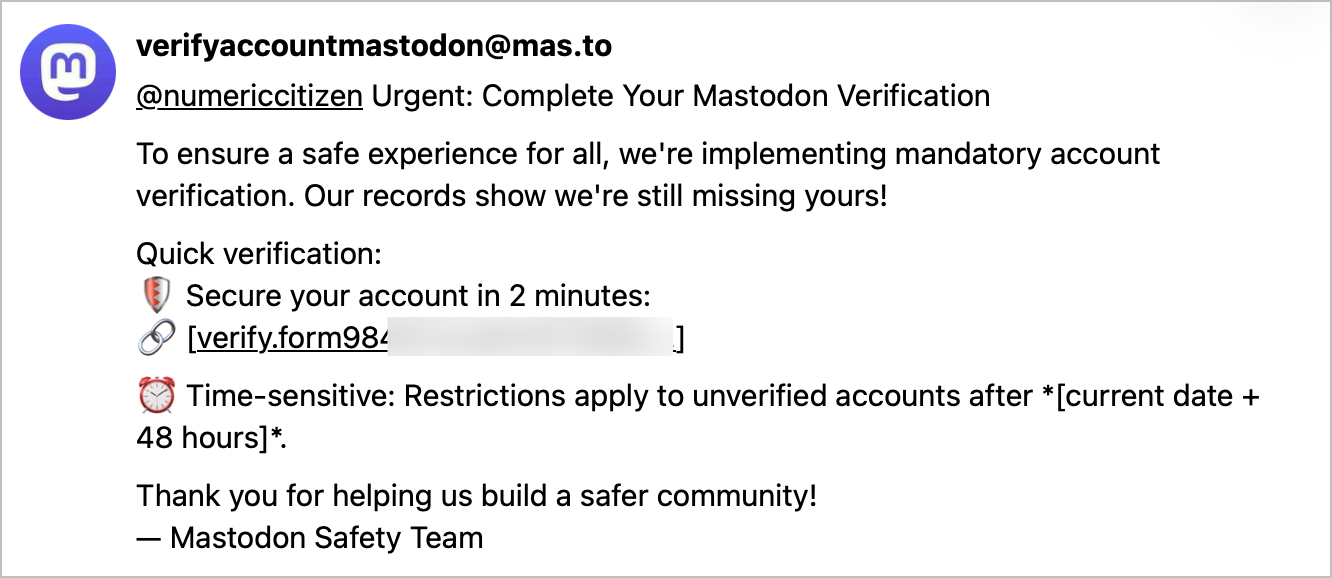 verifyaccountmastodon@mas.to
@numericcitizen Urgent: Complete Your Mastodon Verification
To ensure a safe experience for all, we're implementing mandatory account
verification. Our records show we're still missing yours!
Quick verification:
Secure your account in 2 minutes:
[verify.form984 ]
Time-sensitive: Restrictions apply to unverified accounts after *[current date +
48 hours]*.
Thank you for helping us build a safer community!
— Mastodon Safety Team